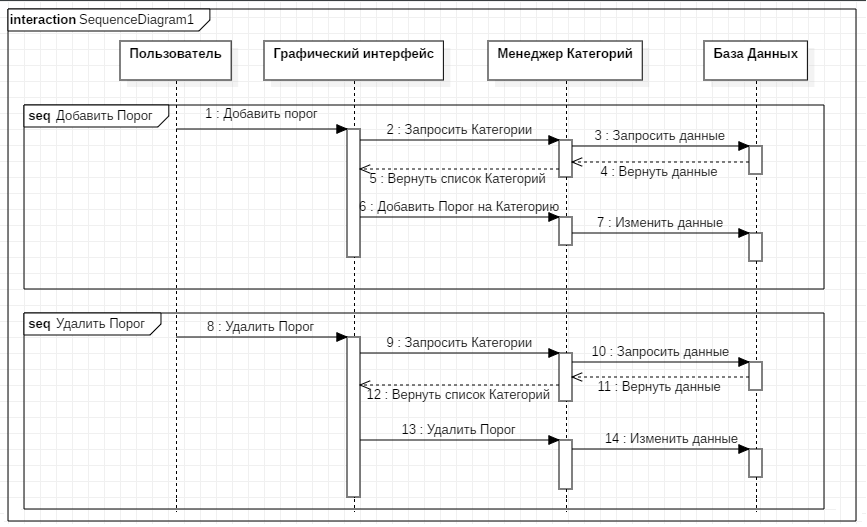 interaction SequenceDiagram1
Пользователь
Графический интерфейс
Менеджер Категорий
База Данных
seq Добавить Порог
1 : Добавить порог
2 : Запросить Категории
3 : Запросить данные
4 : Вернуть данные
5 : Вернуть список Категорий
6 : Добавить Порог на Категорию
7 : Изменить данные
seq Удалить Порог
8 : Удалить Порог
9 : Запросить Категории
10 : Запросить данные
11 : Вернуть данные
12 : Вернуть список Категорий
13 : Удалить Порог
14 : Изменить данные